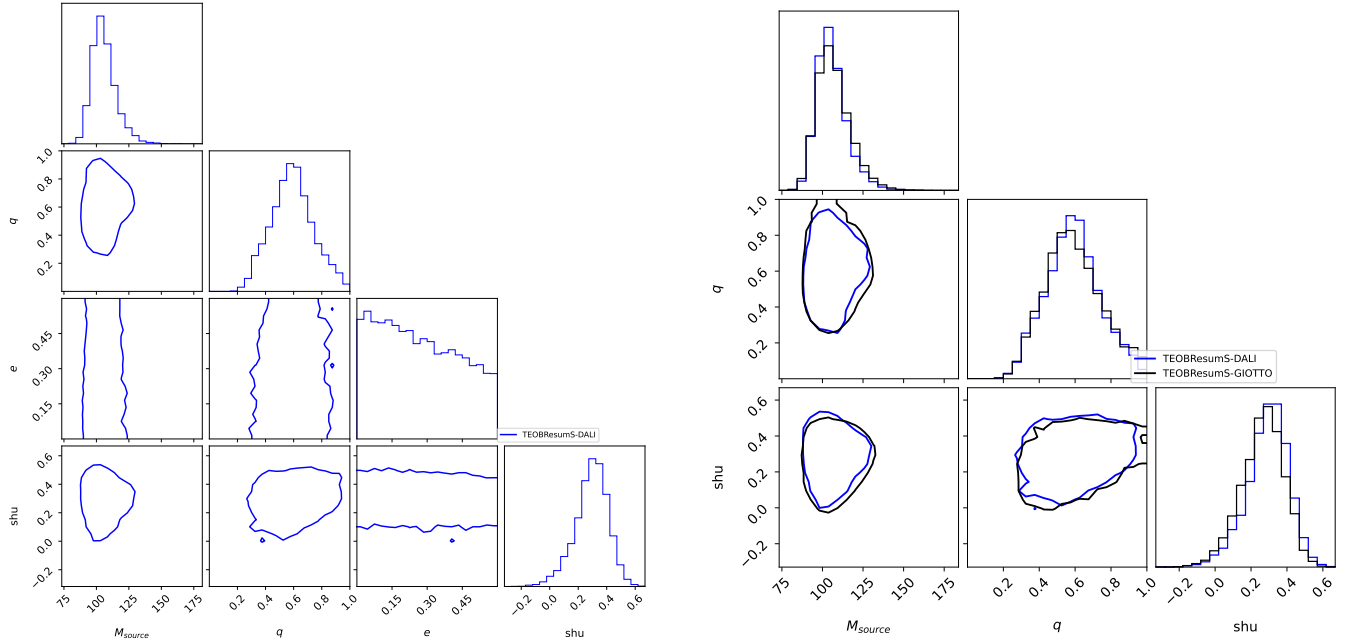 1.0
0.8
0.6
0.4
0.2
q
0.45
0.30
0.15
e
TEOBResumS-DALI
0.6
0.4
0.2
0.0
−0.2
shu
75 100 125 150 175
0.2 0.4 0.6 0.8 1.0
0.00 0.15 0.30 0.45
−0.2 0.0 0.2 0.4 0.6
M_source q e shu
1.0
0.8
0.6
0.4
0.2
q
TEOBResumS-DALI
TEOBResumS-GIOTTO
0.6
0.4
0.2
0.0
−0.2
shu
75 100 125 150 175
0.2 0.4 0.6 0.8 1.0
−0.2 0.0 0.2 0.4 0.6
M_source q shu